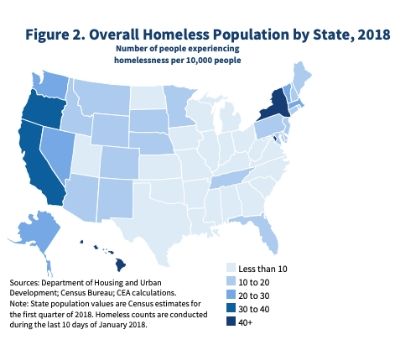 Figure 2. Overall Homeless Population by State, 2018
Number of people experiencing
homelessness per 10,000 people
Less than 10
10 to 20
20 to 30
30 to 40
40+
Sources: Department of Housing and Urban
Development; Census Bureau; CEA calculations.
Note: State population values are Census estimates for
the first quarter of 2018. Homeless counts are conducted
during the last 10 days of January 2018.